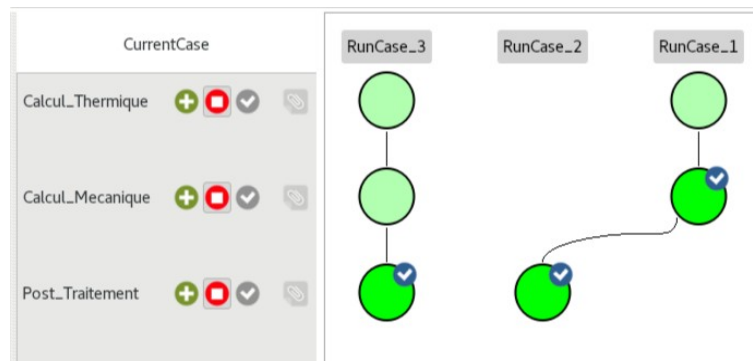 CurrentCase
RunCase_3
RunCase_2
RunCase_1
Calcul_Thermique
Calcul_Mecanique
Post_Traitement